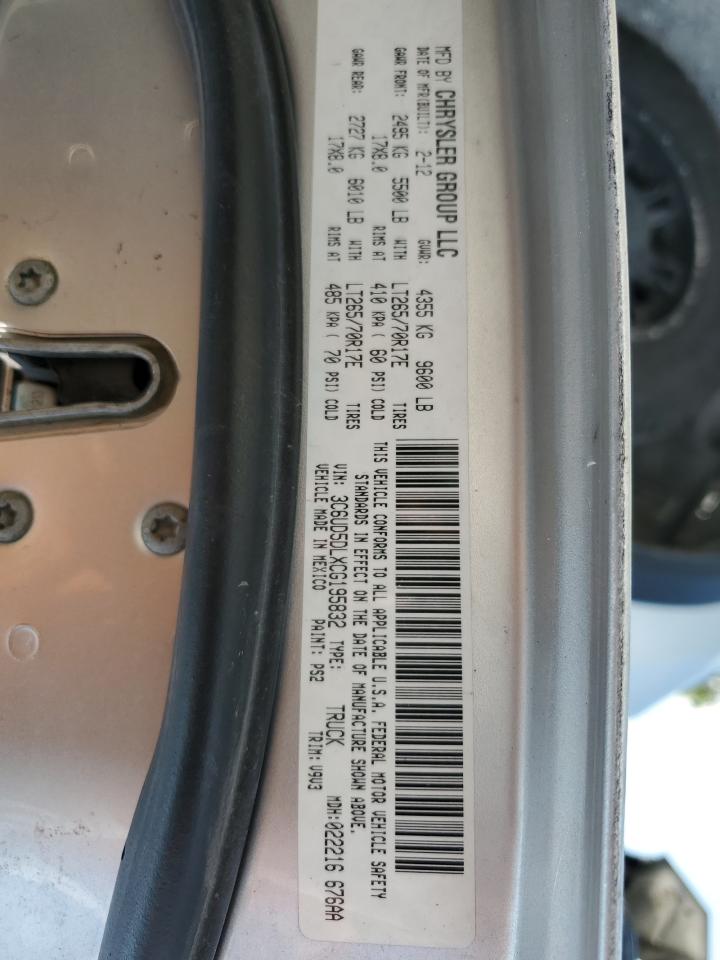 MFD BY CHRYSLER GROUP LLC
DATE OF MFR(BUILT): 2-12 GVWR: 4355 KG 9600 LB
GAWR FRONT: 2495 KG 5500 LB WITH LT265/70R17E TIRES
17X8.0 RIMS AT 410 KPA ( 60 PSI) COLD
GAWR REAR: 2727 KG 6010 LB WITH LT265/70R17E TIRES
17X8.0 RIMS AT 485 KPA ( 70 PSI) COLD
THIS VEHICLE CONFORMS TO ALL APPLICABLE U.S.A. FEDERAL MOTOR VEHICLE SAFETY
STANDARDS IN EFFECT ON THE DATE OF MANUFACTURE SHOWN ABOVE.
VIN: 3C6UD5DLXCG195832 TYPE: TRUCK MDH:022216 676AA
VEHICLE MADE IN MEXICO PAINT: PS2 TRIM: V9V3